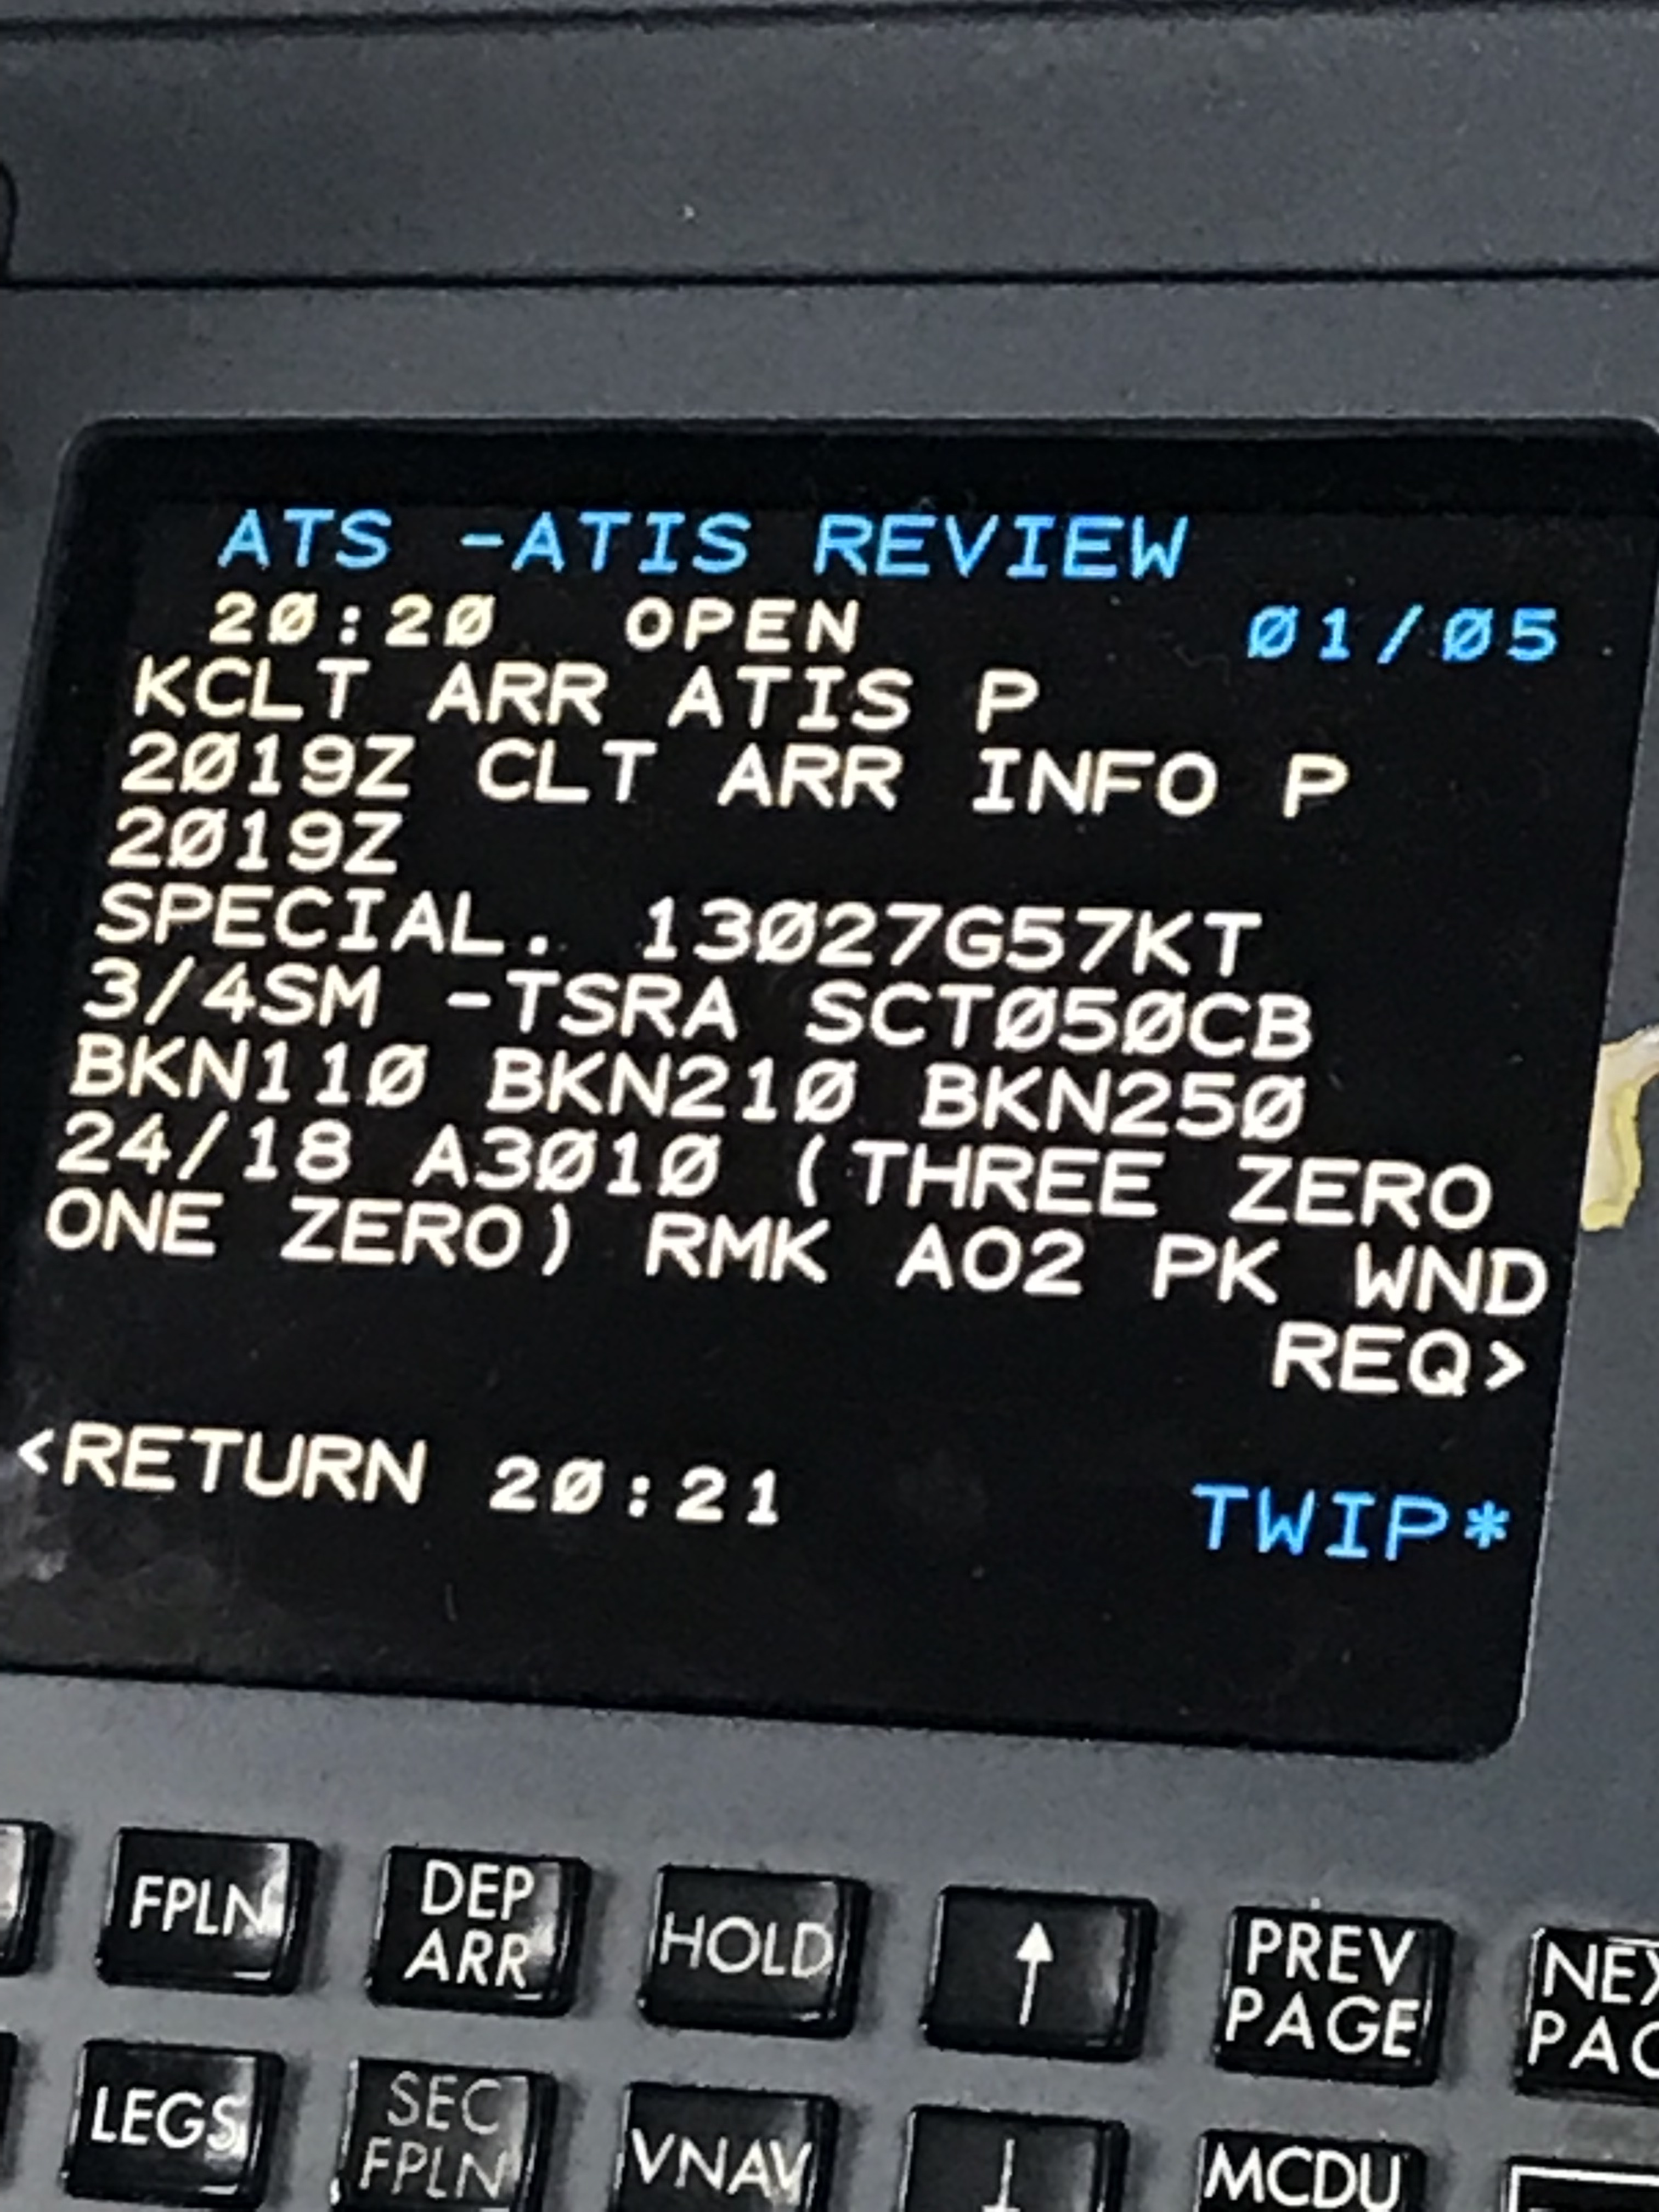 ATS -ATIS REVIEW
20:20 OPEN 01/05
KCLT ARR ATIS P
2019Z CLT ARR INFO P
2019Z
SPECIAL. 13027G57KT
3/4SM -TSRA SCT050CB
BKN110 BKN210 BKN250
24/18 A3010 (THREE ZERO
ONE ZERO) RMK AO2 PK WND
REQ>
<RETURN 20:21 TWIP*
FPLN
DEP
ARR
HOLD
↑
PREV
PAGE
LEGS
SEC
FPLN
VNAV
MCDU